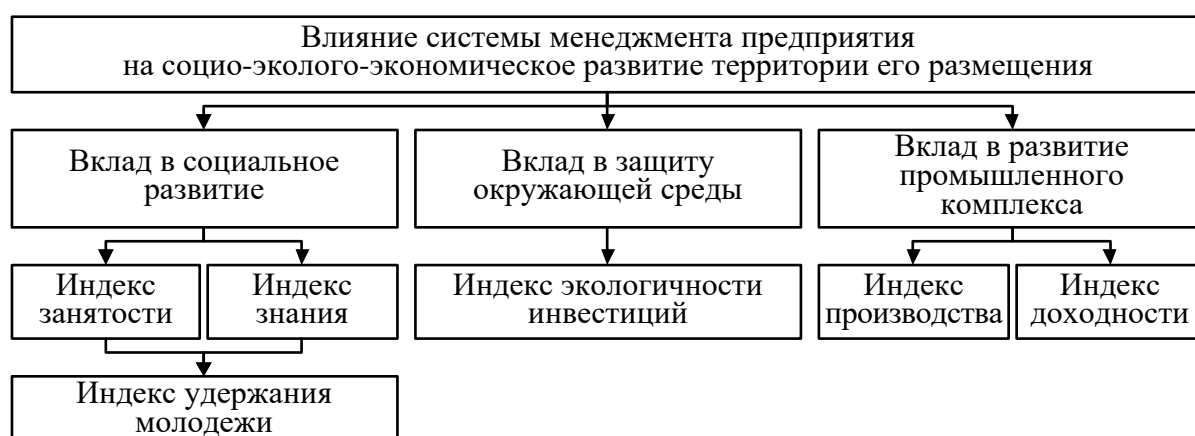 Влияние системы менеджмента предприятия
на социо-эколого-экономическое развитие территории его размещения
Вклад в социальное
развитие
Вклад в защиту
окружающей среды
Вклад в развитие
промышленного
комплекса
Индекс
занятости
Индекс
знания
Индекс экологичности
инвестиций
Индекс
производства
Индекс
доходности
Индекс удержания
молодежи